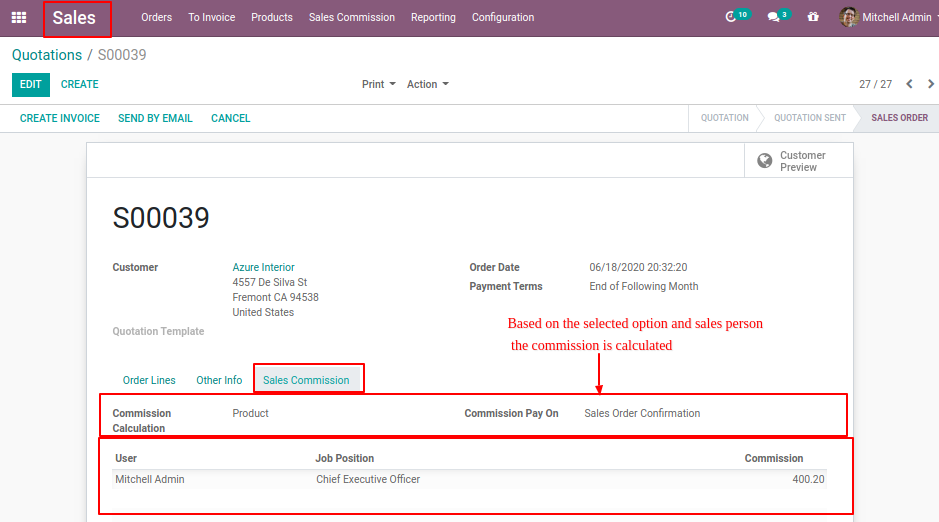 Sales Orders To Invoice Products Sales Commission Reporting Configuration 10 3 Mitchell Admin
Quotations / S00039
EDIT CREATE Print Action 27 / 27
CREATE INVOICE SEND BY EMAIL CANCEL QUOTATION QUOTATION SENT SALES ORDER
Customer
Preview
S00039
Customer Azure Interior Order Date 06/18/2020 20:32:20
4557 De Silva St
Fremont CA 94538 Payment Terms End of Following Month
United States
Quotation Template
Based on the selected option and sales person
the commission is calculated
Order Lines Other Info Sales Commission
Commission Product Commission Pay On Sales Order Confirmation
Calculation
User Job Position Commission
Mitchell Admin Chief Executive Officer 400.20